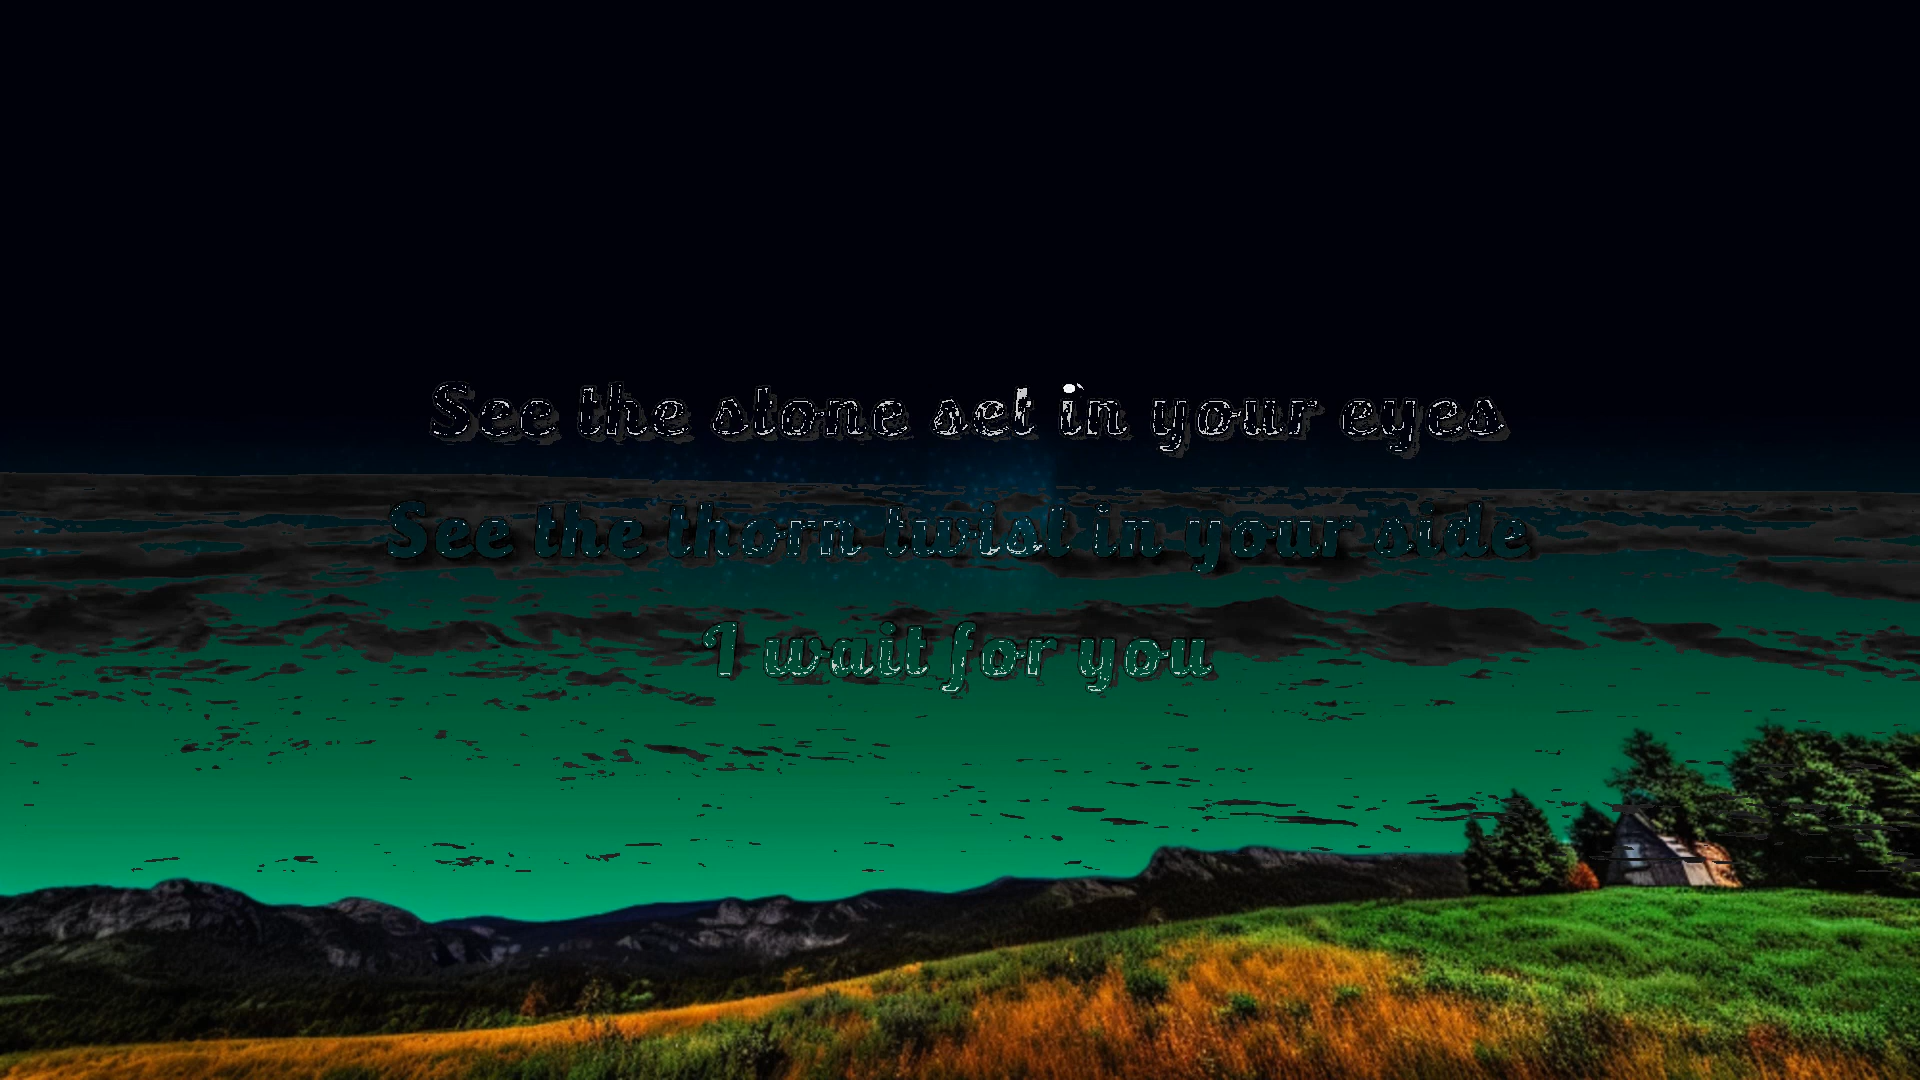 See the stone set in your eyes
See the thorn twist in your side
I wait for you